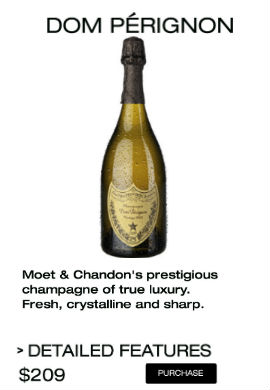 DOM PÉRIGNON
Moet & Chandon's prestigious
champagne of true luxury.
Fresh, crystalline and sharp.
> DETAILED FEATURES
$209
PURCHASE